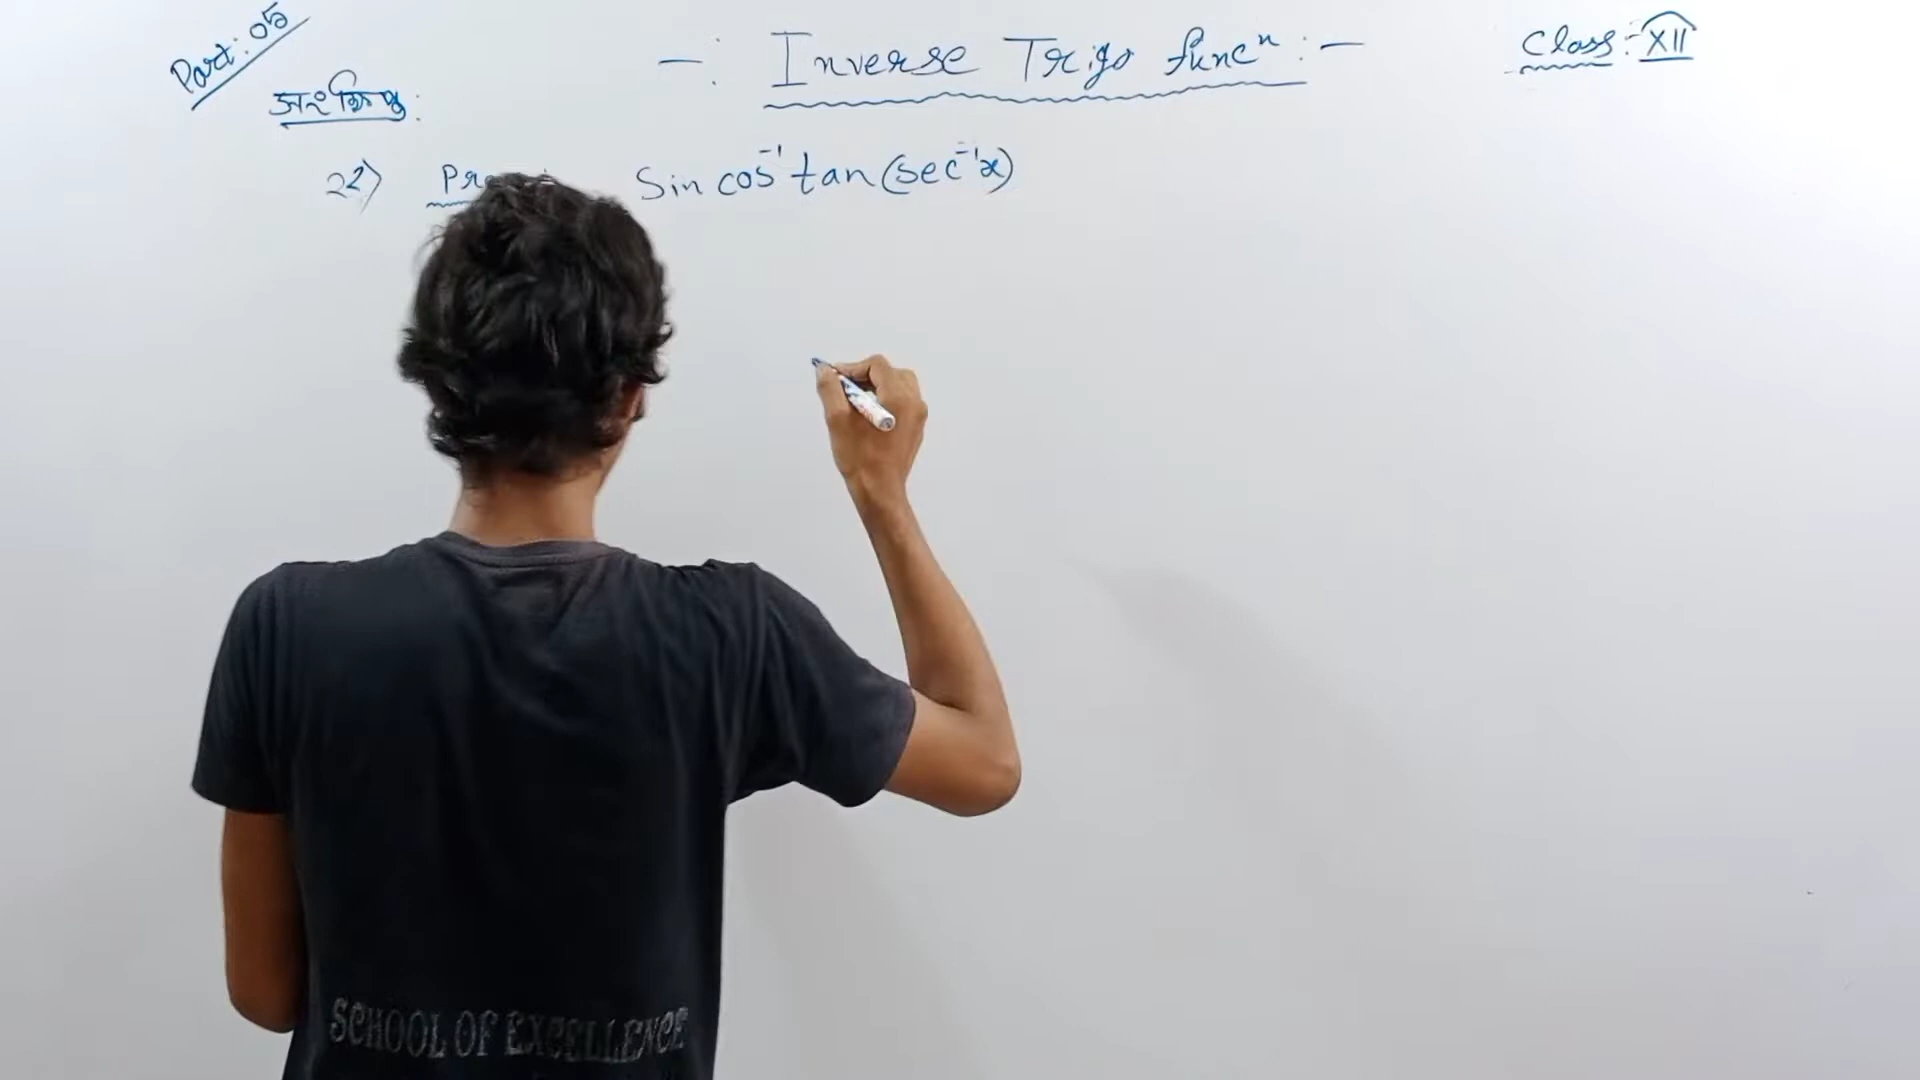 Part: 05
-: Inverse Trigo funcⁿ :-
Class:- XII
22) Sin cos⁻¹ tan (sec⁻¹x)
SCHOOL OF EXCELLENCE